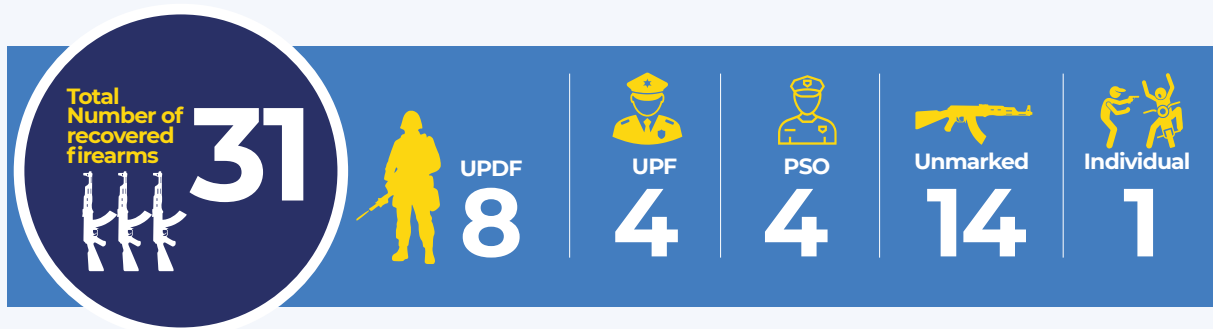 Total
Number of
recovered
firearms
31
UPDF
8
UPF
4
PSO
4
Unmarked
14
Individual
1